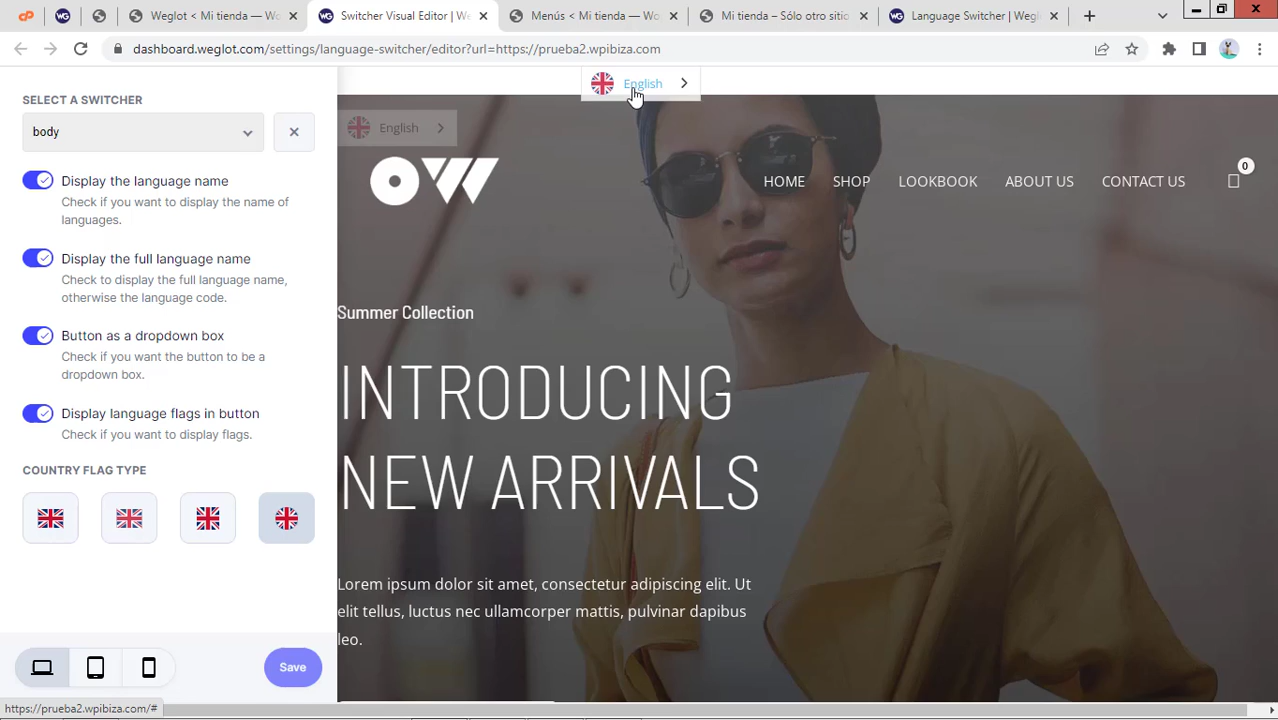 Weglot < Mi tienda — Wo
Switcher Visual Editor | We
Menús < Mi tienda — Wo
Mi tienda – Sólo otro sitio
Language Switcher | Wegl
dashboard.weglot.com/settings/language-switcher/editor?url=https://prueba2.wpibiza.com
SELECT A SWITCHER
body
Display the language name
Check if you want to display the name of
languages.
Display the full language name
Check to display the full language name,
otherwise the language code.
Button as a dropdown box
Check if you want the button to be a
dropdown box.
Display language flags in button
Check if you want to display flags.
COUNTRY FLAG TYPE
Save
https://prueba2.wpibiza.com/#
English
English
OW
HOME
SHOP
LOOKBOOK
ABOUT US
CONTACT US
0
Summer Collection
INTRODUCING
NEW ARRIVALS
Lorem ipsum dolor sit amet, consectetur adipiscing elit. Ut
elit tellus, luctus nec ullamcorper mattis, pulvinar dapibus
leo.